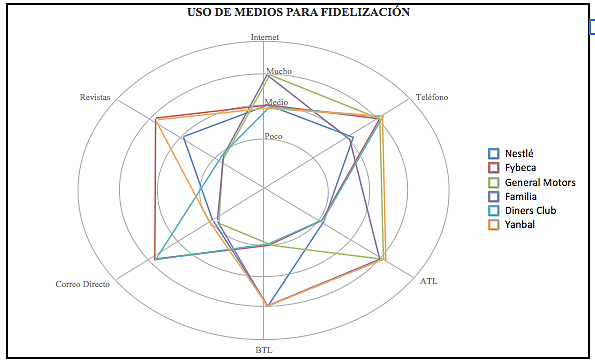 USO DE MEDIOS PARA FIDELIZACIÓN
Internet
Mucho
Revistas
Teléfono
Medio
Poco
Nestlé
Fybeca
General Motors
Familia
Diners Club
Yanbal
Correo Directo
ATL
BTL